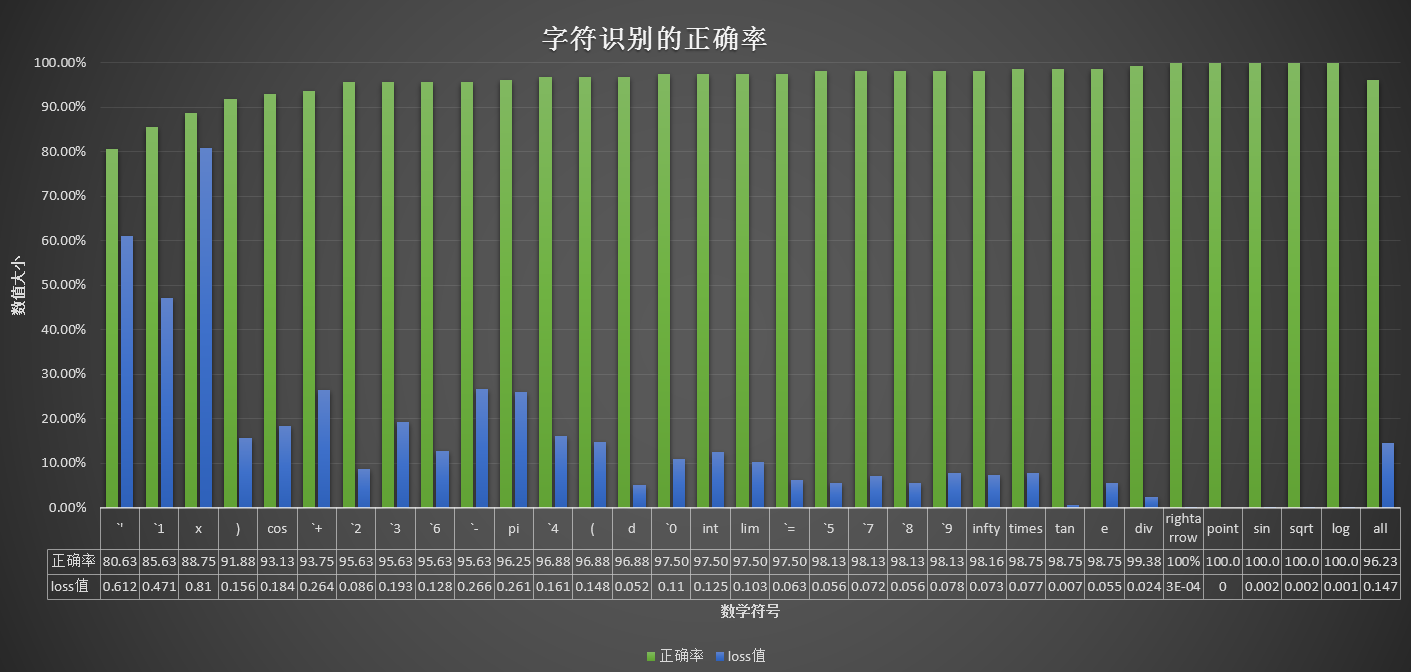 字符识别的正确率
100.00%
90.00%
80.00%
70.00%
60.00%
50.00%
40.00%
30.00%
20.00%
10.00%
0.00%
数值大小
`' `1 x ) cos `+ `2 `3 `6 `- pi `4 ( d `0 int lim `= `5 `7 `8 `9 infty times tan e div righta point sin sqrt log all
rrow
正确率 80.63 85.63 88.75 91.88 93.13 93.75 95.63 95.63 95.63 95.63 96.25 96.88 96.88 96.88 97.50 97.50 97.50 97.50 98.13 98.13 98.13 98.13 98.16 98.75 98.75 98.75 99.38 100% 100.0 100.0 100.0 100.0 96.23
loss值 0.612 0.471 0.81 0.156 0.184 0.264 0.086 0.193 0.128 0.266 0.261 0.161 0.148 0.052 0.11 0.125 0.103 0.063 0.056 0.072 0.056 0.078 0.073 0.077 0.007 0.055 0.024 3E-04 0 0.002 0.002 0.001 0.147
数学符号
正确率 loss值